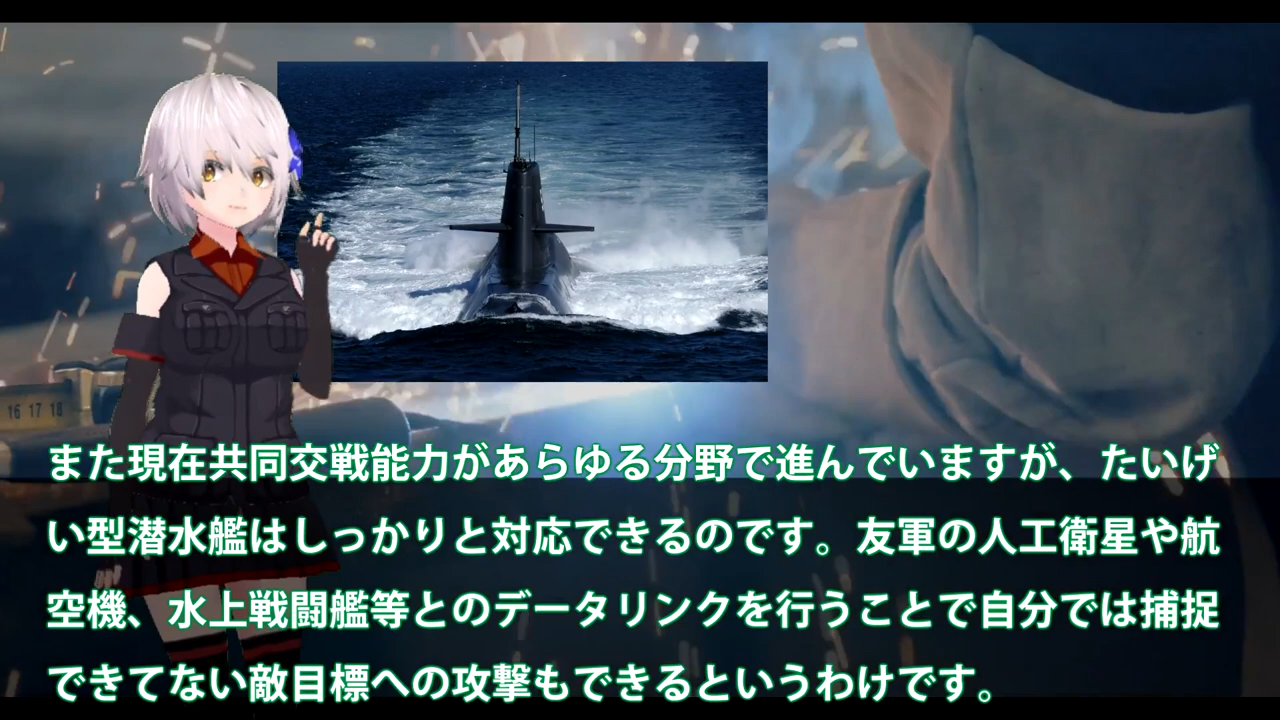 16 17 18
また現在共同交戦能力があらゆる分野で進んでいますが、たいげ
い型潜水艦はしっかりと対応できるのです。友軍の人工衛星や航
空機、水上戦闘艦等とのデータリンクを行うことで自分では捕捉
できてない敵目標への攻撃もできるというわけです。